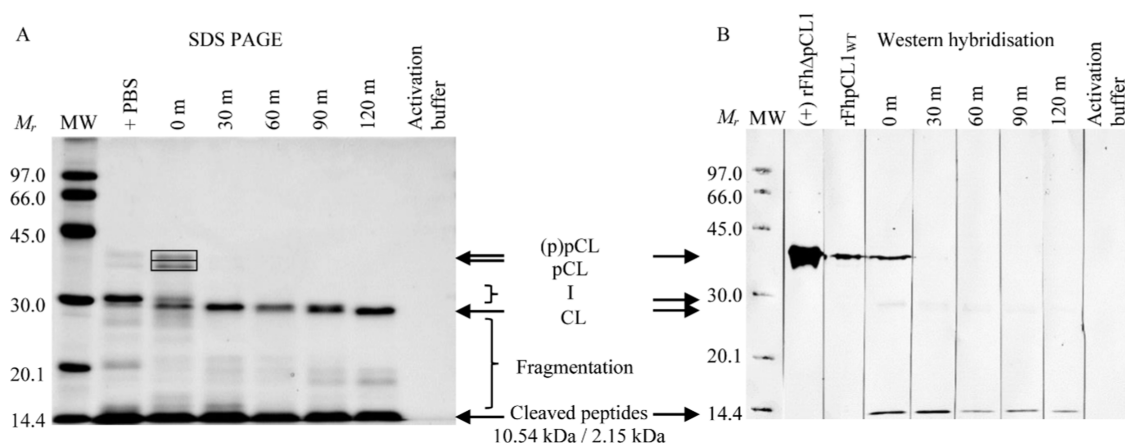 A
SDS PAGE
Mr
MW
+ PBS
0 m
30 m
60 m
90 m
120 m
Activation
buffer
97.0
66.0
45.0
30.0
20.1
14.4
(p)pCL
pCL
I
CL
Fragmentation
Cleaved peptides
10.54 kDa / 2.15 kDa
B
Western hybridisation
Mr
MW
(+) rFhΔpCL1
rFhpCL1WT
0 m
30 m
60 m
90 m
120 m
Activation
buffer
97.0
66.0
45.0
30.0
20.1
14.4